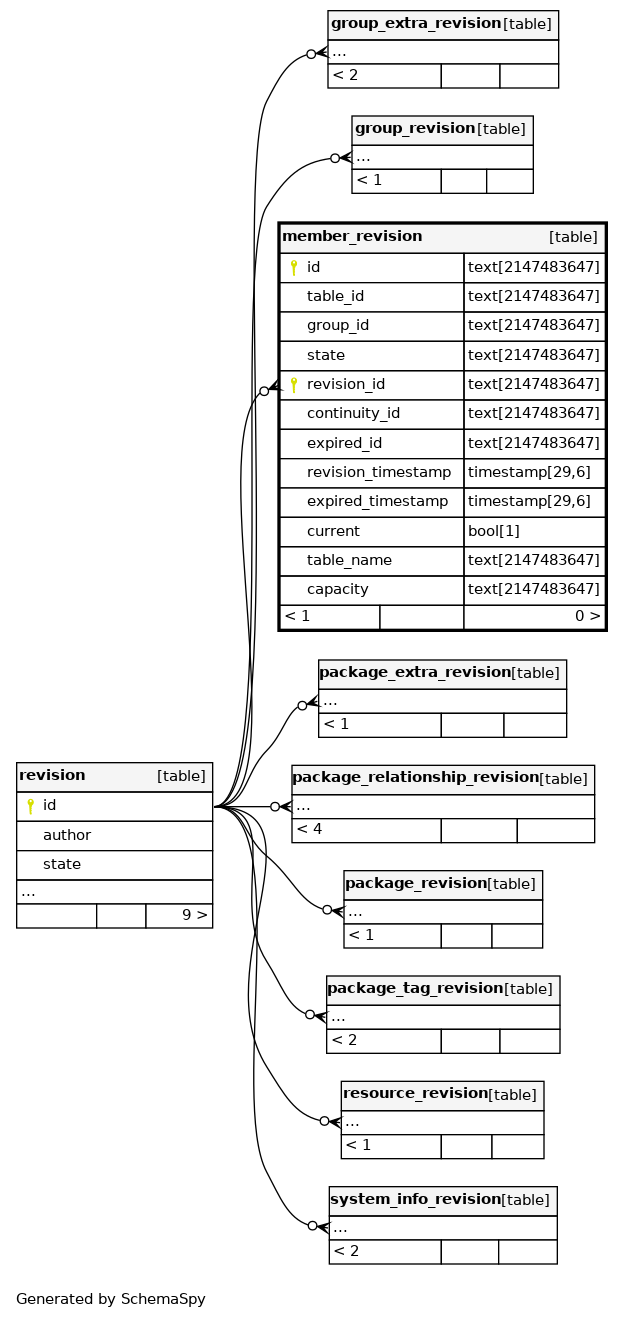 group_extra_revision [table]
...
< 2
group_revision [table]
...
< 1
member_revision [table]
id text[2147483647]
table_id text[2147483647]
group_id text[2147483647]
state text[2147483647]
revision_id text[2147483647]
continuity_id text[2147483647]
expired_id text[2147483647]
revision_timestamp timestamp[29,6]
expired_timestamp timestamp[29,6]
current bool[1]
table_name text[2147483647]
capacity text[2147483647]
< 1 0 >
package_extra_revision [table]
...
< 1
revision [table]
id
author
state
...
9 >
package_relationship_revision [table]
...
< 4
package_revision [table]
...
< 1
package_tag_revision [table]
...
< 2
resource_revision [table]
...
< 1
system_info_revision [table]
...
< 2
Generated by SchemaSpy